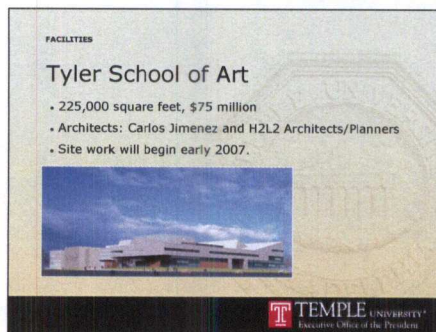 FACILITIES
Tyler School of Art
• 225,000 square feet, $75 million
• Architects: Carlos Jimenez and H2L2 Architects/Planners
• Site work will begin early 2007.
TEMPLE UNIVERSITY®
Executive Office of the President